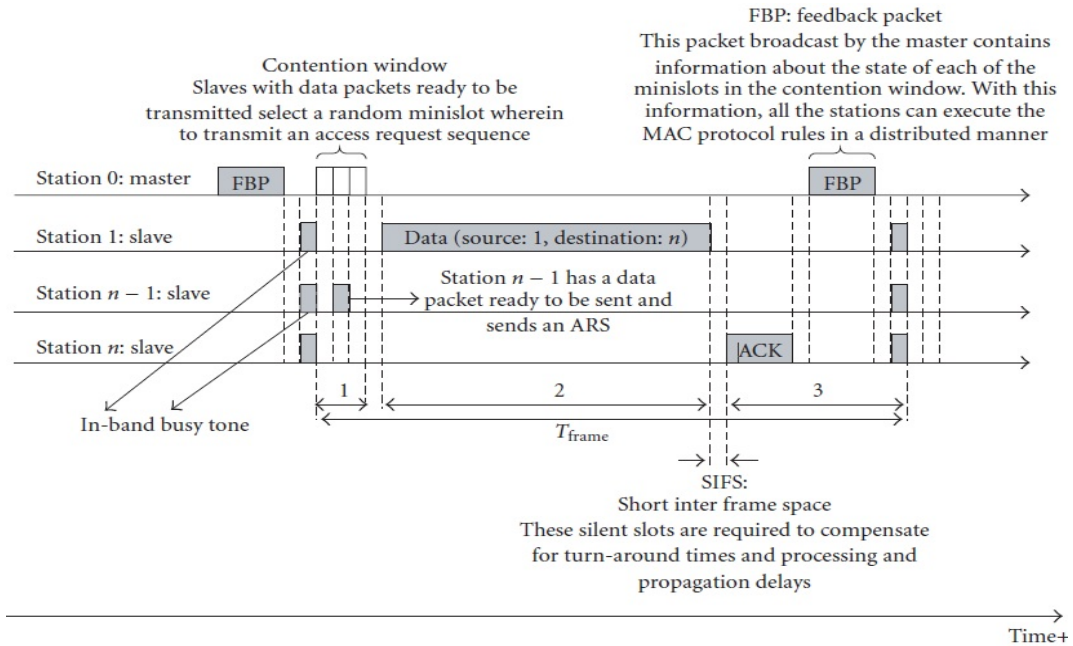 FBP: feedback packet
This packet broadcast by the master contains
information about the state of each of the
minislots in the contention window. With this
information, all the stations can execute the
MAC protocol rules in a distributed manner
Contention window
Slaves with data packets ready to be
transmitted select a random minislot wherein
to transmit an access request sequence
Station 0: master
FBP
FBP
Station 1: slave
Data (source: 1, destination: n)
Station n − 1: slave
Station n − 1 has a data
packet ready to be sent and
sends an ARS
Station n: slave
ACK
1
2
3
In-band busy tone
Tframe
SIFS:
Short inter frame space
These silent slots are required to compensate
for turn-around times and processing and
propagation delays
Time+